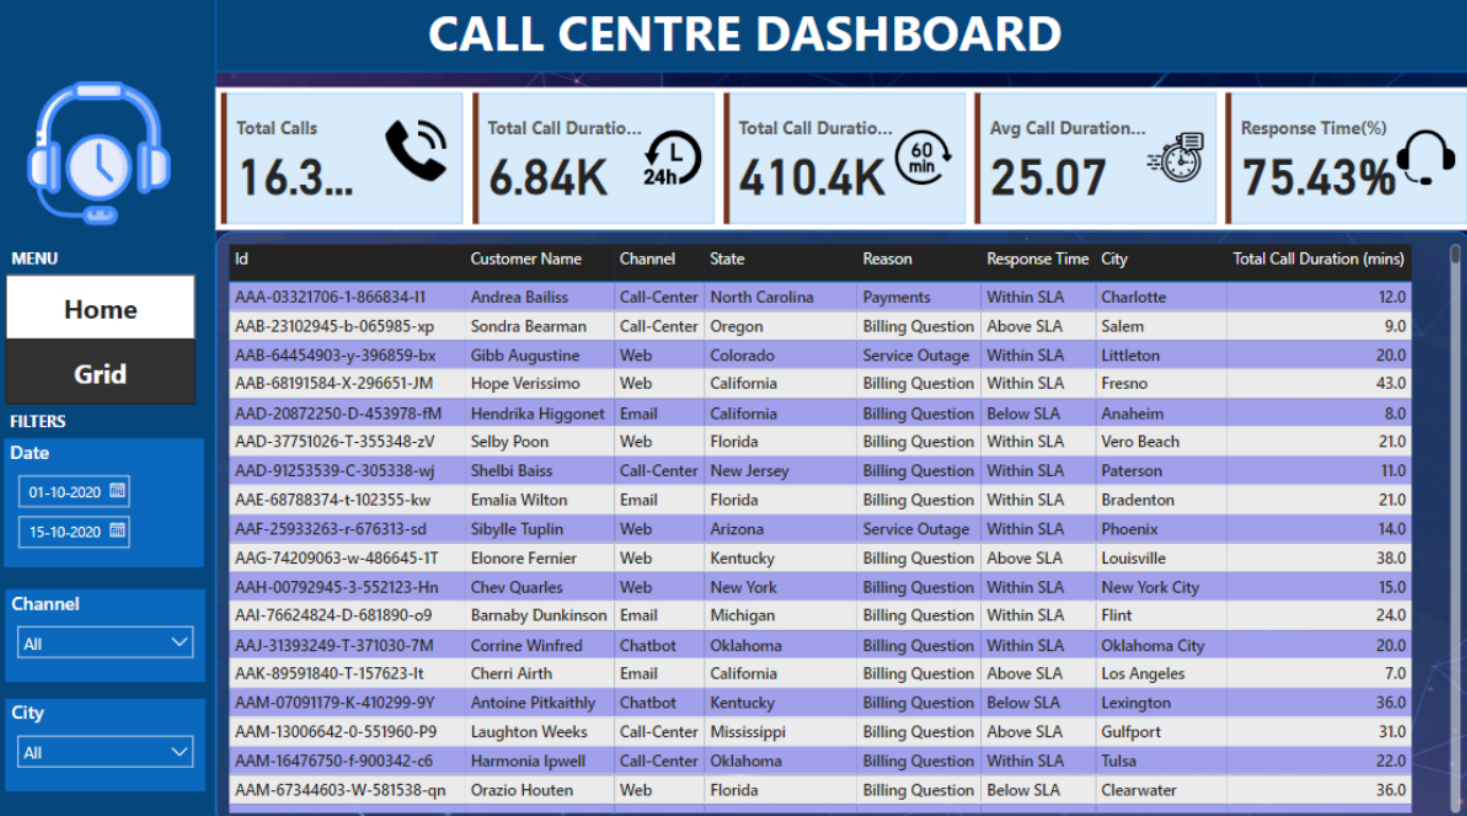 CALL CENTRE DASHBOARD
Total Calls
16.3...
Total Call Duratio...
6.84K
L
24h
Total Call Duratio...
410.4K
60
min
Avg Call Duration...
25.07
Response Time(%)
75.43%
MENU
Home
Grid
FILTERS
Date
01-10-2020
15-10-2020
Channel
All
City
All
Id Customer Name Channel State Reason Response Time City Total Call Duration (mins)
AAA-03321706-1-866834-I1 Andrea Bailiss Call-Center North Carolina Payments Within SLA Charlotte 12.0
AAB-23102945-b-065985-xp Sondra Bearman Call-Center Oregon Billing Question Above SLA Salem 9.0
AAB-64454903-y-396859-bx Gibb Augustine Web Colorado Service Outage Within SLA Littleton 20.0
AAB-68191584-X-296651-JM Hope Verissimo Web California Billing Question Within SLA Fresno 43.0
AAD-20872250-D-453978-fM Hendrika Higgonet Email California Billing Question Below SLA Anaheim 8.0
AAD-37751026-T-355348-zV Selby Poon Web Florida Billing Question Within SLA Vero Beach 21.0
AAD-91253539-C-305338-wj Shelbi Baiss Call-Center New Jersey Billing Question Within SLA Paterson 11.0
AAE-68788374-t-102355-kw Emalia Wilton Email Florida Billing Question Within SLA Bradenton 21.0
AAF-25933263-r-676313-sd Sibylle Tuplin Web Arizona Service Outage Within SLA Phoenix 14.0
AAG-74209063-w-486645-1T Elonore Fernier Web Kentucky Billing Question Above SLA Louisville 38.0
AAH-00792945-3-552123-Hn Chev Quarles Web New York Billing Question Within SLA New York City 15.0
AAI-76624824-D-681890-o9 Barnaby Dunkinson Email Michigan Billing Question Within SLA Flint 24.0
AAJ-31393249-T-371030-7M Corrine Winfred Chatbot Oklahoma Billing Question Within SLA Oklahoma City 20.0
AAK-89591840-T-157623-It Cherri Airth Email California Billing Question Above SLA Los Angeles 7.0
AAM-07091179-K-410299-9Y Antoine Pitkaithly Chatbot Kentucky Billing Question Below SLA Lexington 36.0
AAM-13006642-0-551960-P9 Laughton Weeks Call-Center Mississippi Billing Question Above SLA Gulfport 31.0
AAM-16476750-f-900342-c6 Harmonia Ipwell Call-Center Oklahoma Billing Question Within SLA Tulsa 22.0
AAM-67344603-W-581538-qn Orazio Houten Web Florida Billing Question Below SLA Clearwater 36.0